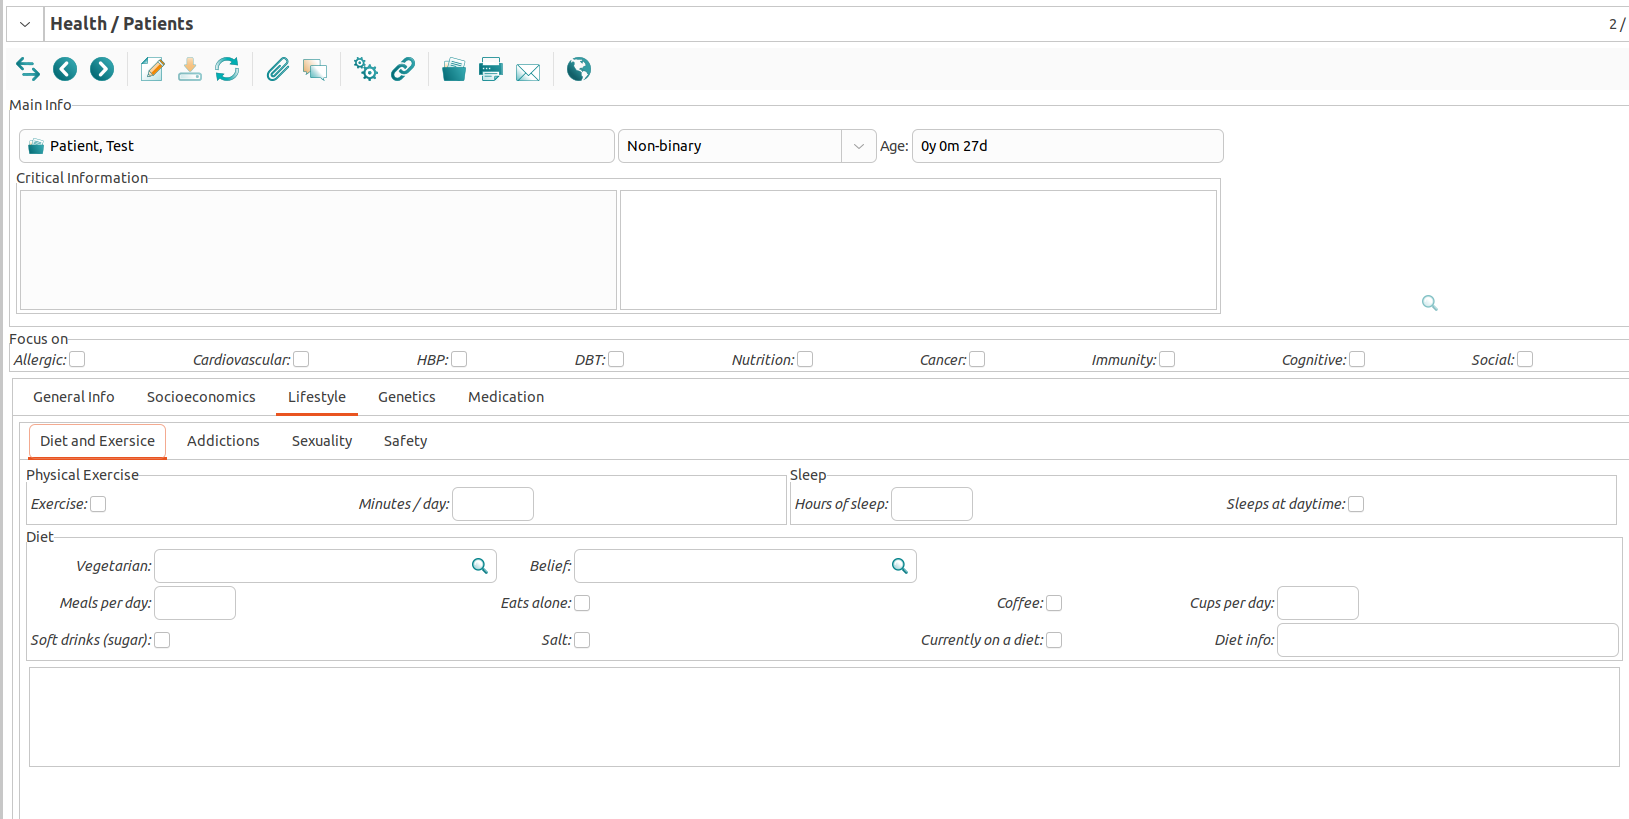 Health / Patients 2 /
Main Info
Patient, Test Non-binary Age: 0y 0m 27d
Critical Information
Focus on
Allergic: Cardiovascular: HBP: DBT: Nutrition: Cancer: Immunity: Cognitive: Social:
General Info Socioeconomics Lifestyle Genetics Medication
Diet and Exersice Addictions Sexuality Safety
Physical Exercise Sleep
Exercise: Minutes / day: Hours of sleep: Sleeps at daytime:
Diet
Vegetarian: Belief:
Meals per day: Eats alone: Coffee: Cups per day:
Soft drinks (sugar): Salt: Currently on a diet: Diet info: